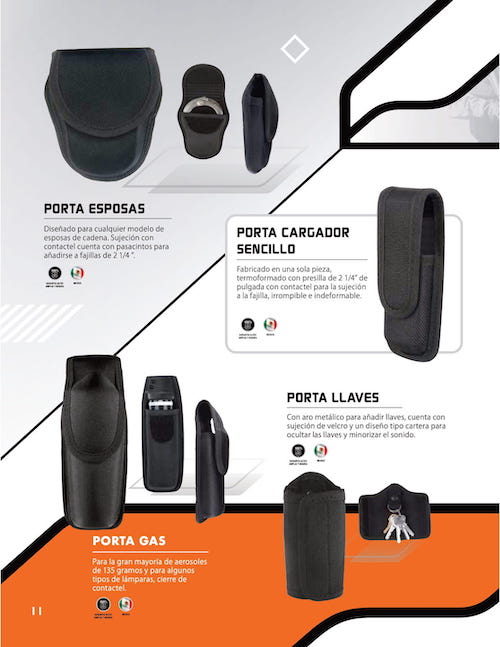 PORTA ESPOSAS
Diseñado para cualquier modelo de
esposas de cadena. Sujeción con
contactel cuenta con pasacintos para
añadirse a fajillas de 2 1/4 ”.
PORTA CARGADOR
SENCILLO
Fabricado en una sola pieza,
termoformado con presilla de 2 1/4” de
pulgada con contactel para la sujeción
a la fajilla, irrompible e indeformable.
PORTA LLAVES
Con aro metálico para añadir llaves, cuenta con
sujeción de velcro y un diseño tipo cartera para
ocultar las llaves y minorizar el sonido.
PORTA GAS
Para la gran mayoría de aerosoles
de 135 gramos y para algunos
tipos de lámparas, cierre de
contactel.
11